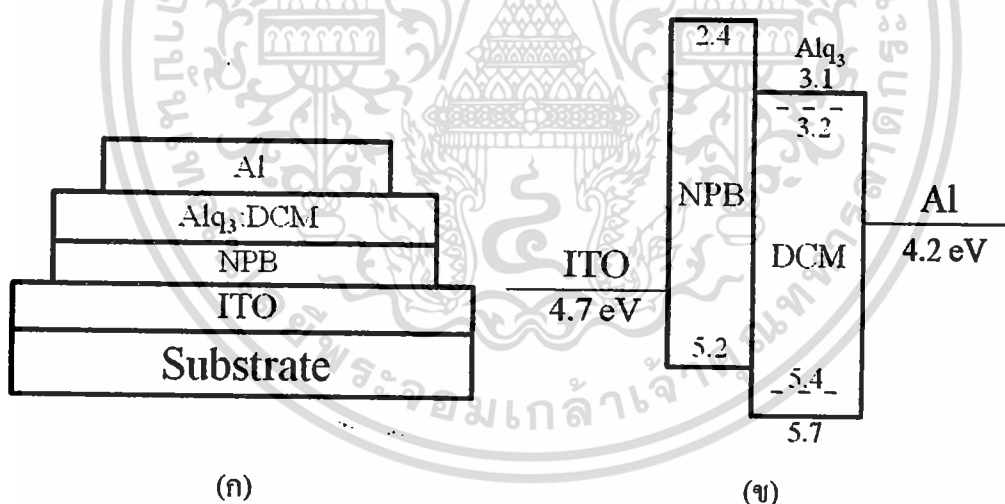 Al
Alq₃:DCM
NPB
ITO
Substrate
(ก)
2.4
NPB
5.2
ITO
4.7 eV
Alq₃
3.1
3.2
DCM
5.4
5.7
Al
4.2 eV
(ข)